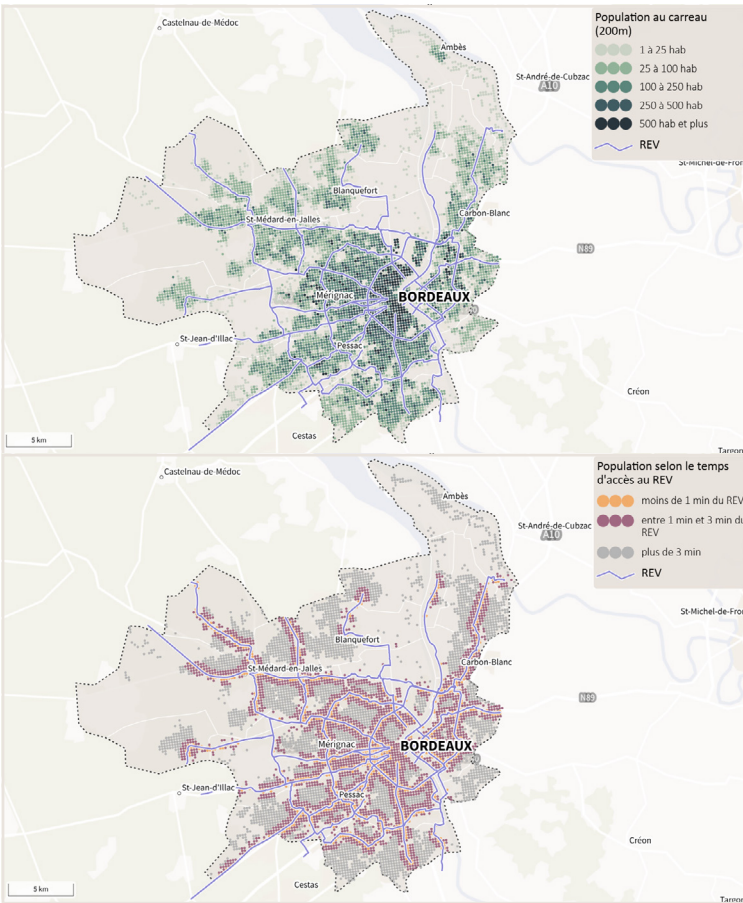 Population au carreau
(200m)
1 à 25 hab
25 à 100 hab
100 à 250 hab
250 à 500 hab
500 hab et plus
REV
Castelnau-de-Médoc
Ambès
St-André-de-Cubzac
A10
St-Michel-de-Fron
Blanquefort
Carbon-Blanc
St-Médard-en-Jalles
N89
Mérignac
BORDEAUX
St-Jean-d'Illac
Pessac
Créon
Cestas
5 km
Targon
Population selon le temps
d'accès au REV
moins de 1 min du REV
entre 1 min et 3 min du
REV
plus de 3 min
REV
Castelnau-de-Médoc
Ambès
St-André-de-Cubzac
A10
St-Michel-de-Fron
Blanquefort
Carbon-Blanc
St-Médard-en-Jalles
N89
Mérignac
BORDEAUX
St-Jean-d'Illac
Pessac
Créon
Cestas
5 km
Targon